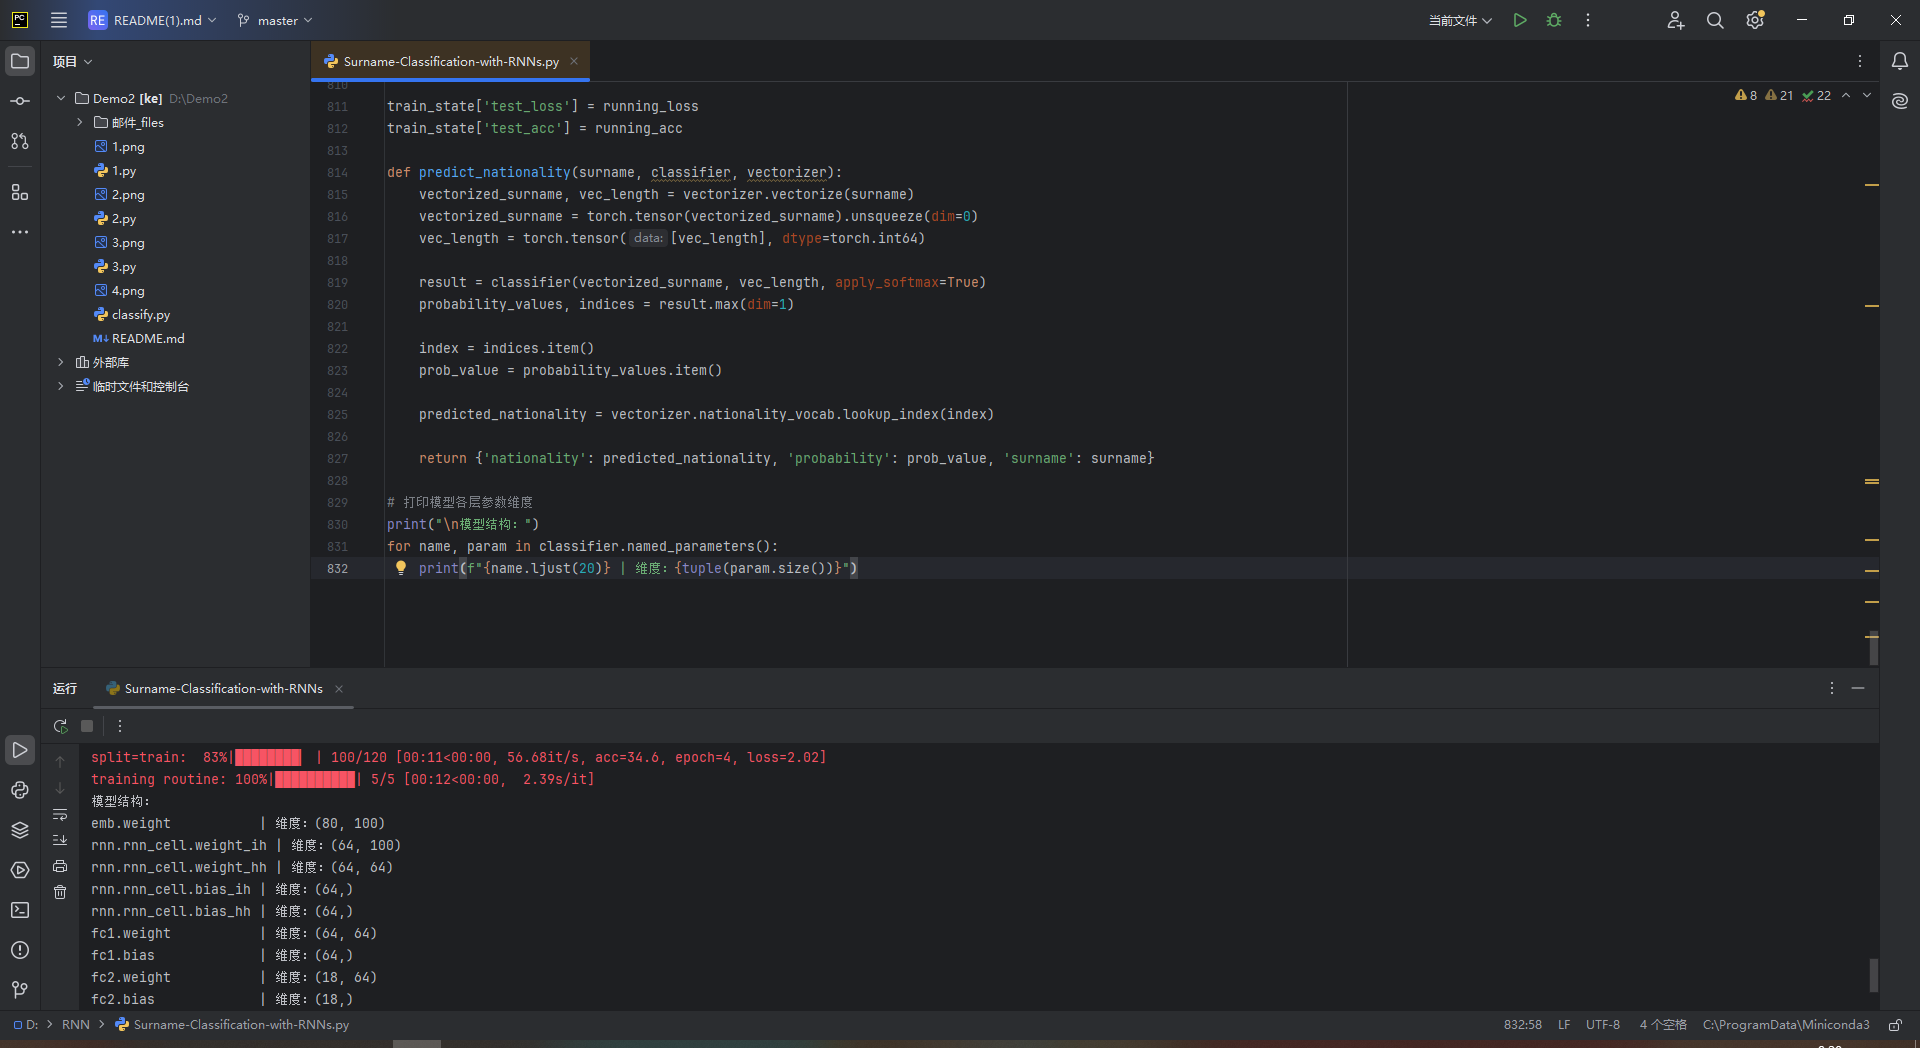 PC
RE README(1).md
master
当前文件
项目
Demo2 [ke] D:\Demo2
邮件_files
1.png
1.py
2.png
2.py
3.png
3.py
4.png
classify.py
M↓ README.md
外部库
临时文件和控制台
Surname-Classification-with-RNNs.py
8 21 22
810
811 train_state['test_loss'] = running_loss
812 train_state['test_acc'] = running_acc
813
814 def predict_nationality(surname, classifier, vectorizer):
815 vectorized_surname, vec_length = vectorizer.vectorize(surname)
816 vectorized_surname = torch.tensor(vectorized_surname).unsqueeze(dim=0)
817 vec_length = torch.tensor( data: [vec_length], dtype=torch.int64)
818
819 result = classifier(vectorized_surname, vec_length, apply_softmax=True)
820 probability_values, indices = result.max(dim=1)
821
822 index = indices.item()
823 prob_value = probability_values.item()
824
825 predicted_nationality = vectorizer.nationality_vocab.lookup_index(index)
826
827 return {'nationality': predicted_nationality, 'probability': prob_value, 'surname': surname}
828
829 # 打印模型各层参数维度
830 print("\n模型结构：")
831 for name, param in classifier.named_parameters():
832 print(f"{name.ljust(20)} | 维度：{tuple(param.size())}")
运行 Surname-Classification-with-RNNs
split=train:  83%|████████  | 100/120 [00:11<00:00, 56.68it/s, acc=34.6, epoch=4, loss=2.02]
training routine: 100%|██████████| 5/5 [00:12<00:00,  2.39s/it]
模型结构：
emb.weight | 维度：(80, 100)
rnn.rnn_cell.weight_ih | 维度：(64, 100)
rnn.rnn_cell.weight_hh | 维度：(64, 64)
rnn.rnn_cell.bias_ih | 维度：(64,)
rnn.rnn_cell.bias_hh | 维度：(64,)
fc1.weight | 维度：(64, 64)
fc1.bias | 维度：(64,)
fc2.weight | 维度：(18, 64)
fc2.bias | 维度：(18,)
D: > RNN > Surname-Classification-with-RNNs.py
832:58 LF UTF-8 4 个空格 C:\ProgramData\Miniconda3